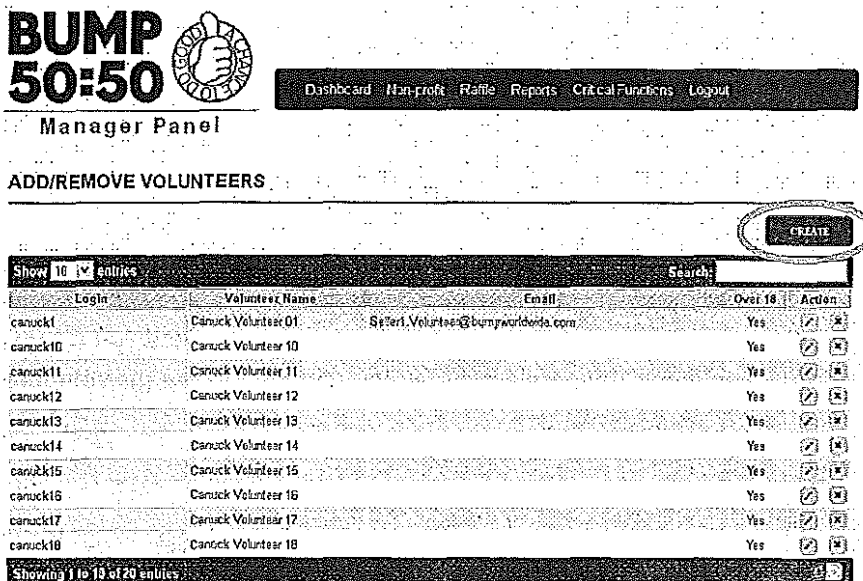 BUMP
50:50
A CHANCE TO DO GOOD
Manager Panel
Dashboard Non-profit Raffle Reports Critical Functions Logout
ADD/REMOVE VOLUNTEERS
CREATE
Show 10 entries Search:
Login Volunteer Name Email Over 18 Action
canuck1 Canuck Volunteer 01 Yes
canuck10 Canuck Volunteer 10 Yes
canuck11 Canuck Volunteer 11 Yes
canuck12 Canuck Volunteer 12 Yes
canuck13 Canuck Volunteer 13 Yes
canuck14 Canuck Volunteer 14 Yes
canuck15 Canuck Volunteer 15 Yes
canuck16 Canuck Volunteer 16 Yes
canuck17 Canuck Volunteer 17 Yes
canuck18 Canuck Volunteer 18 Yes
Showing 1 to 10 of 20 entries